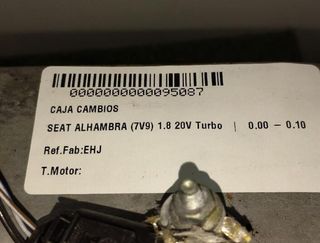 0000000000095087
CAJA CAMBIOS
SEAT ALHAMBRA (7V9) 1.8 20V Turbo | 0.00 - 0.10
Ref.Fab:EHJ
T.Motor: